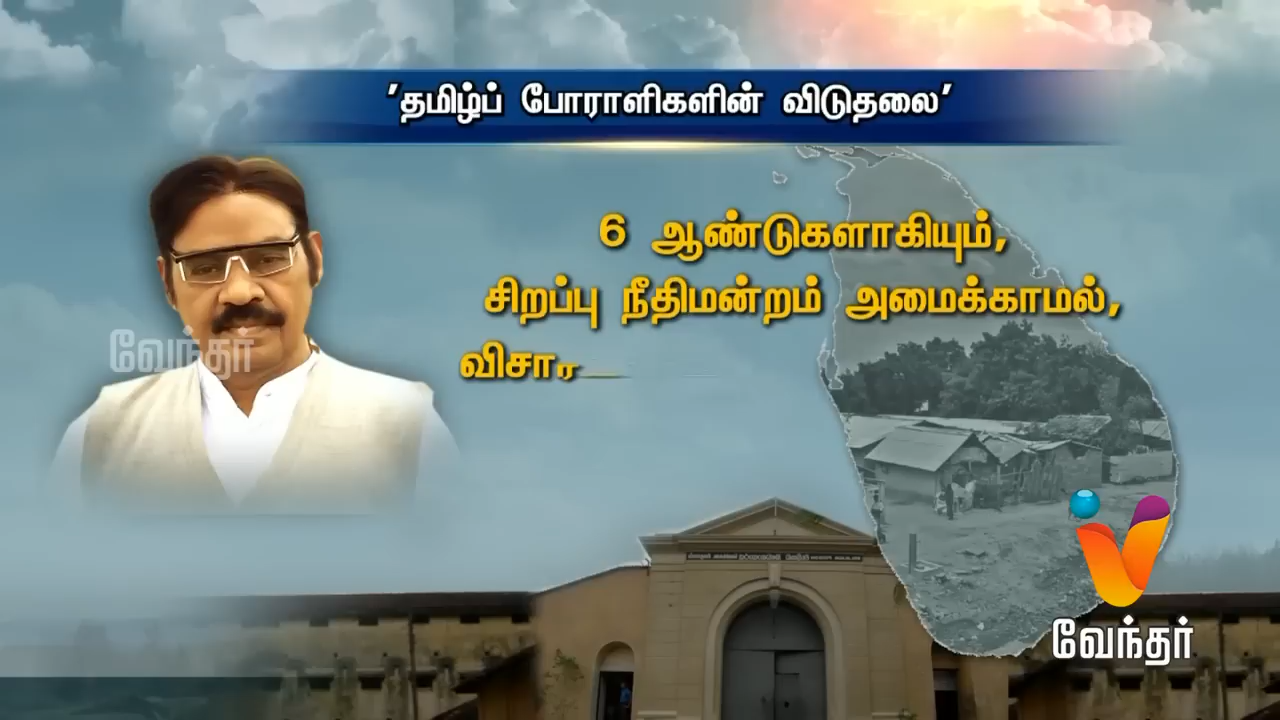 'தமிழ்ப் போராளிகளின் விடுதலை'
6 ஆண்டுகளாகியும்,
சிறப்பு நீதிமன்றம் அமைக்காமல்,
விசா
வேந்தர்
வேந்தர்